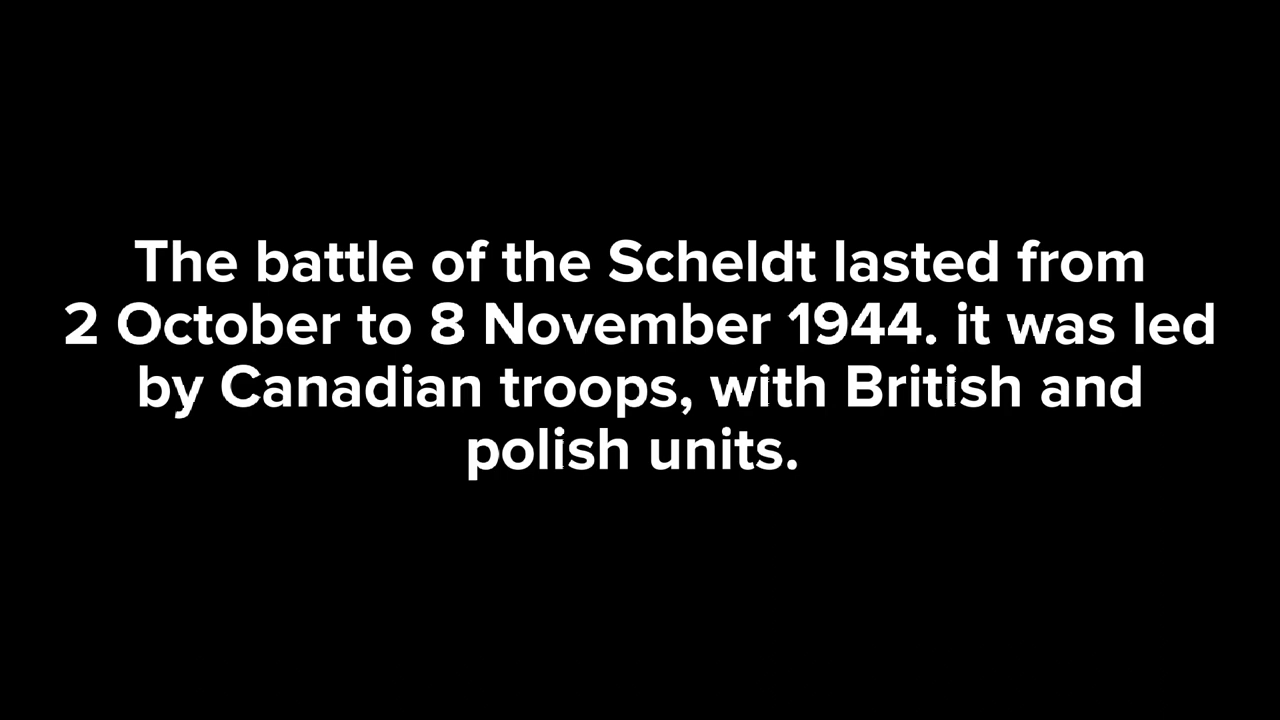 The battle of the Scheldt lasted from
2 October to 8 November 1944. it was led
by Canadian troops, with British and
polish units.